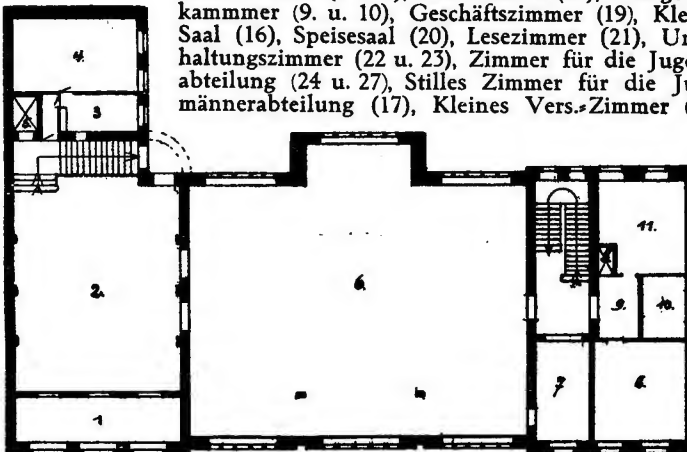 kammmer (9. u. 10), Geschäftszimmer (19), Kle
Saal (16), Speisesaal (20), Lesezimmer (21), Un
haltungszimmer (22 u. 23), Zimmer für die Juge
abteilung (24 u. 27), Stilles Zimmer für die Ju
männerabteilung (17), Kleines Vers.=Zimmer (
4.
3
11.
2.
6.
9.
10.
7
8.
1